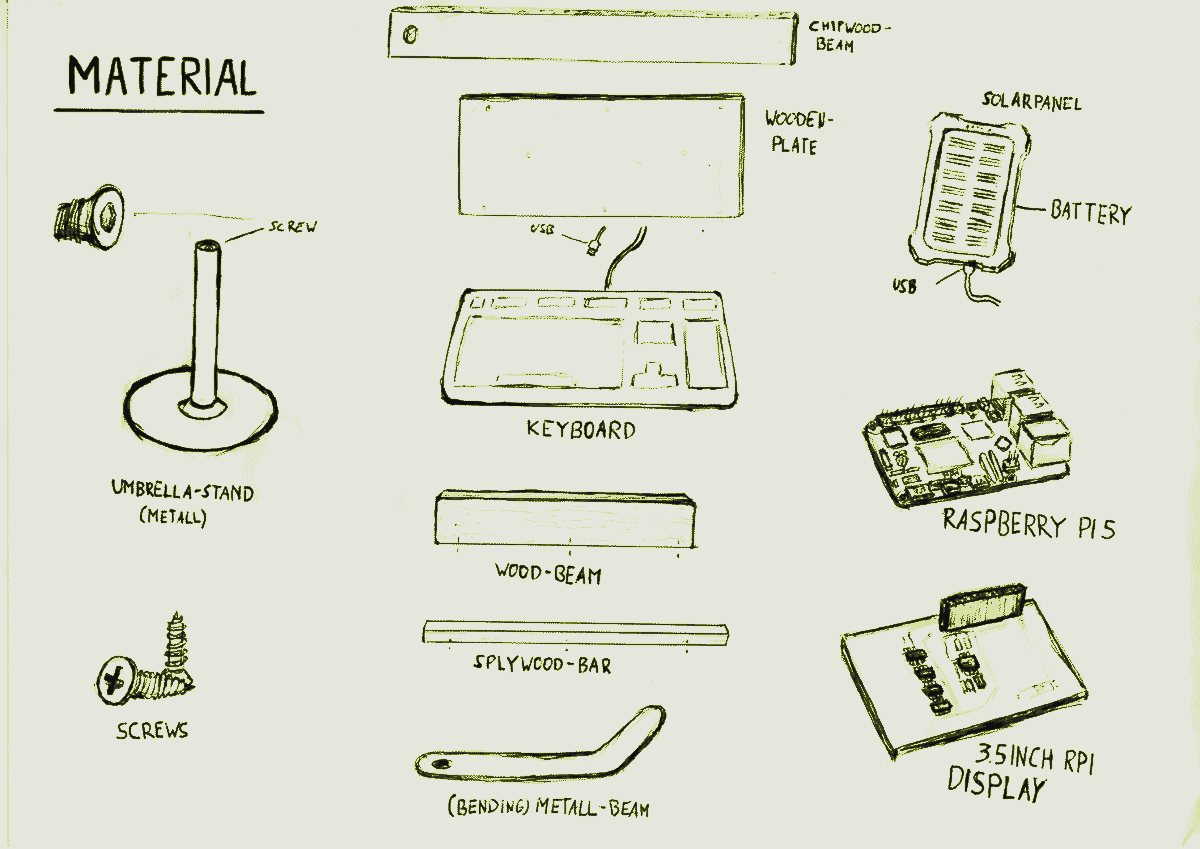 MATERIAL
SCREW
UMBRELLA-STAND
(METALL)
SCREWS
CHIPWOOD-
BEAM
WOODEN-
PLATE
USB
KEYBOARD
WOOD-BEAM
SPLYWOOD-BAR
(BENDING) METALL-BEAM
SOLARPANEL
BATTERY
USB
RASPBERRY PI 5
3.5INCH RPI
DISPLAY